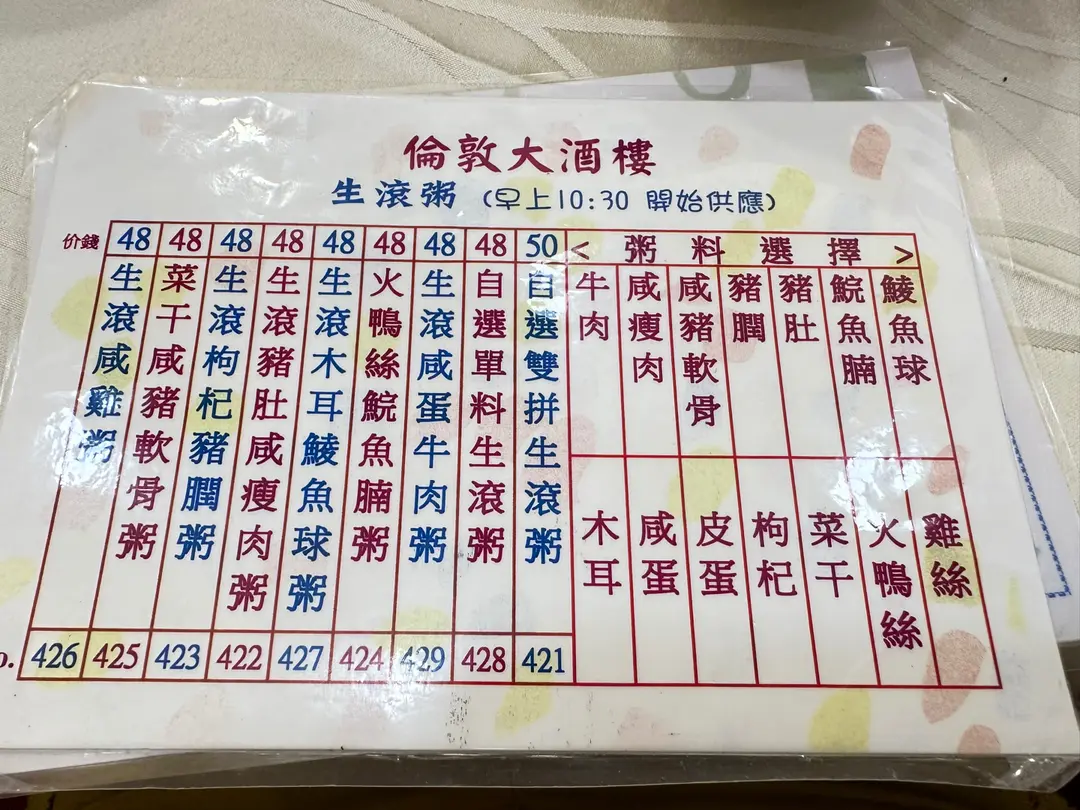 倫敦大酒樓
生滾粥 (早上10:30 開始供應)
价錢 48 48 48 48 48 48 48 48 50 < 粥料選擇 >
生滾咸雞粥
菜干咸豬軟骨粥
生滾枸杞豬膶粥
生滾豬肚咸瘦肉粥
生滾木耳鯪魚球粥
火鴨絲鯇魚腩粥
生滾咸蛋牛肉粥
自選單料生滾粥
自選雙拼生滾粥
牛肉
咸瘦肉
咸豬軟骨
豬膶
豬肚
鯇魚腩
鯪魚球
木耳
咸蛋
皮蛋
枸杞
菜干
火鴨絲
雞絲
426 425 423 422 427 424 429 428 421